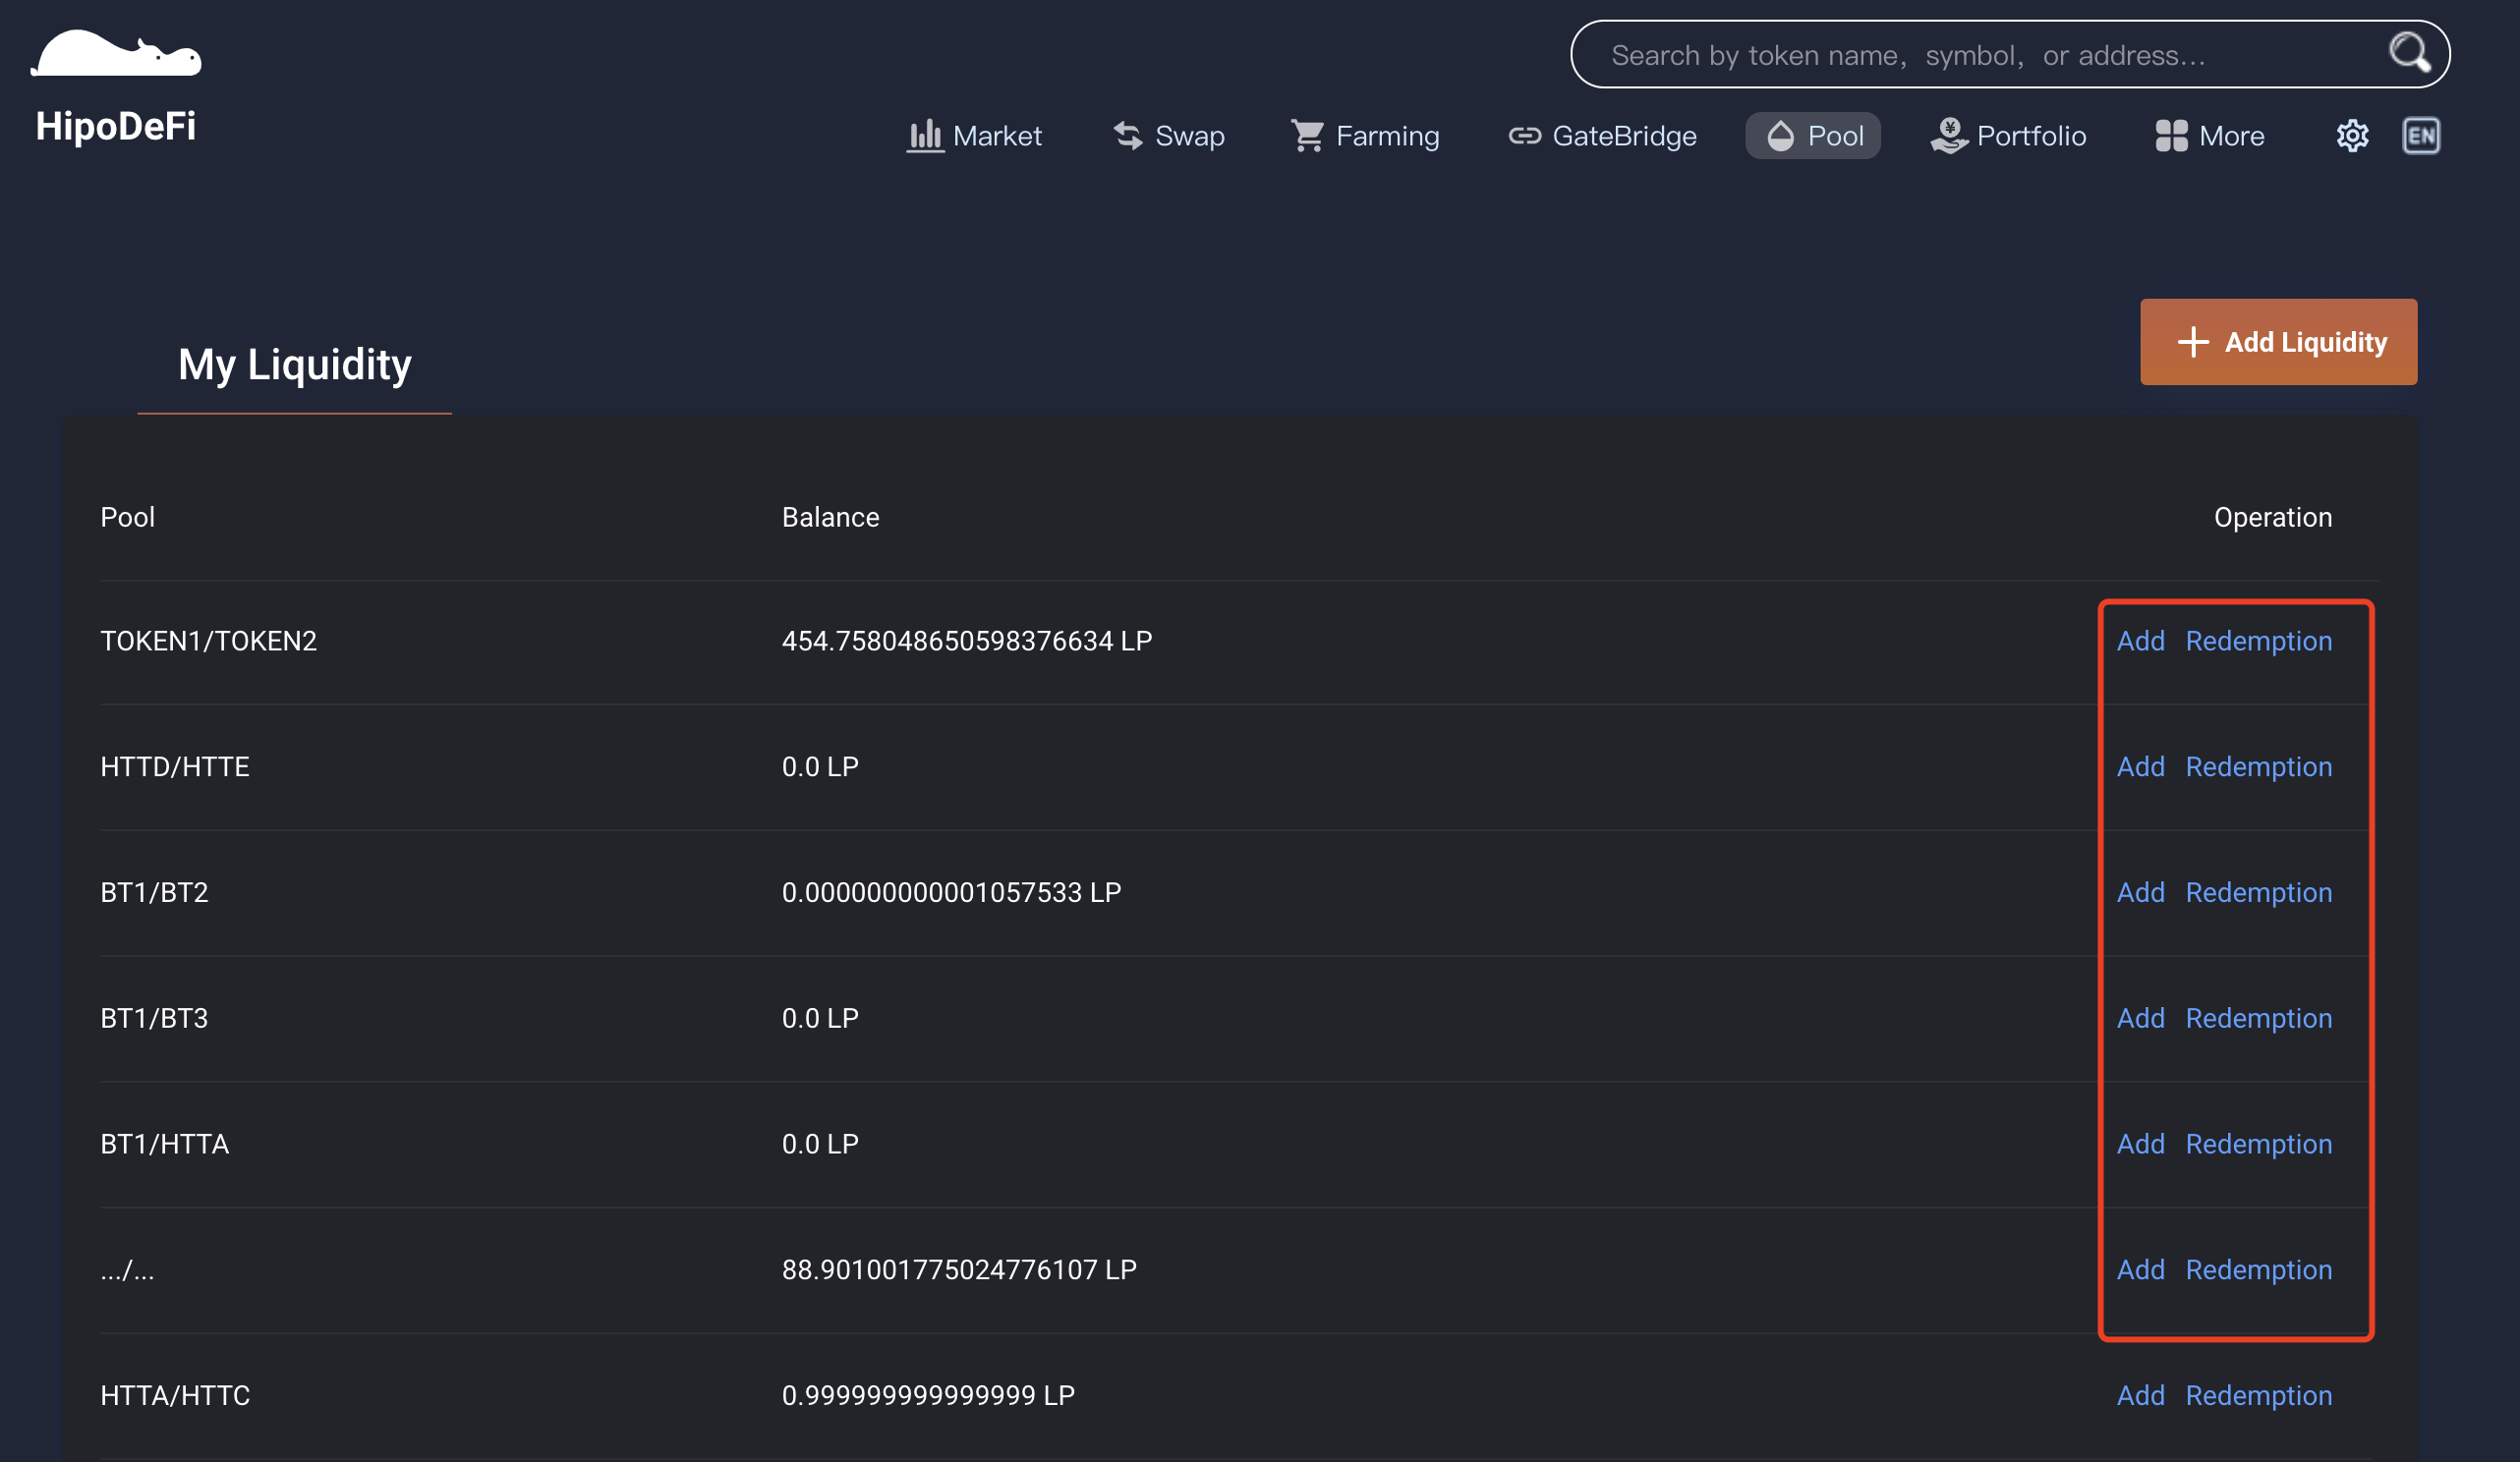 Search by token name，symbol，or address...
HipoDeFi
Market Swap Farming GateBridge Pool Portfolio More EN
My Liquidity
Add Liquidity
Pool Balance Operation
TOKEN1/TOKEN2 454.758048650598376634 LP Add Redemption
HTTD/HTTE 0.0 LP Add Redemption
BT1/BT2 0.000000000001057533 LP Add Redemption
BT1/BT3 0.0 LP Add Redemption
BT1/HTTA 0.0 LP Add Redemption
.../... 88.901001775024776107 LP Add Redemption
HTTA/HTTC 0.999999999999999 LP Add Redemption